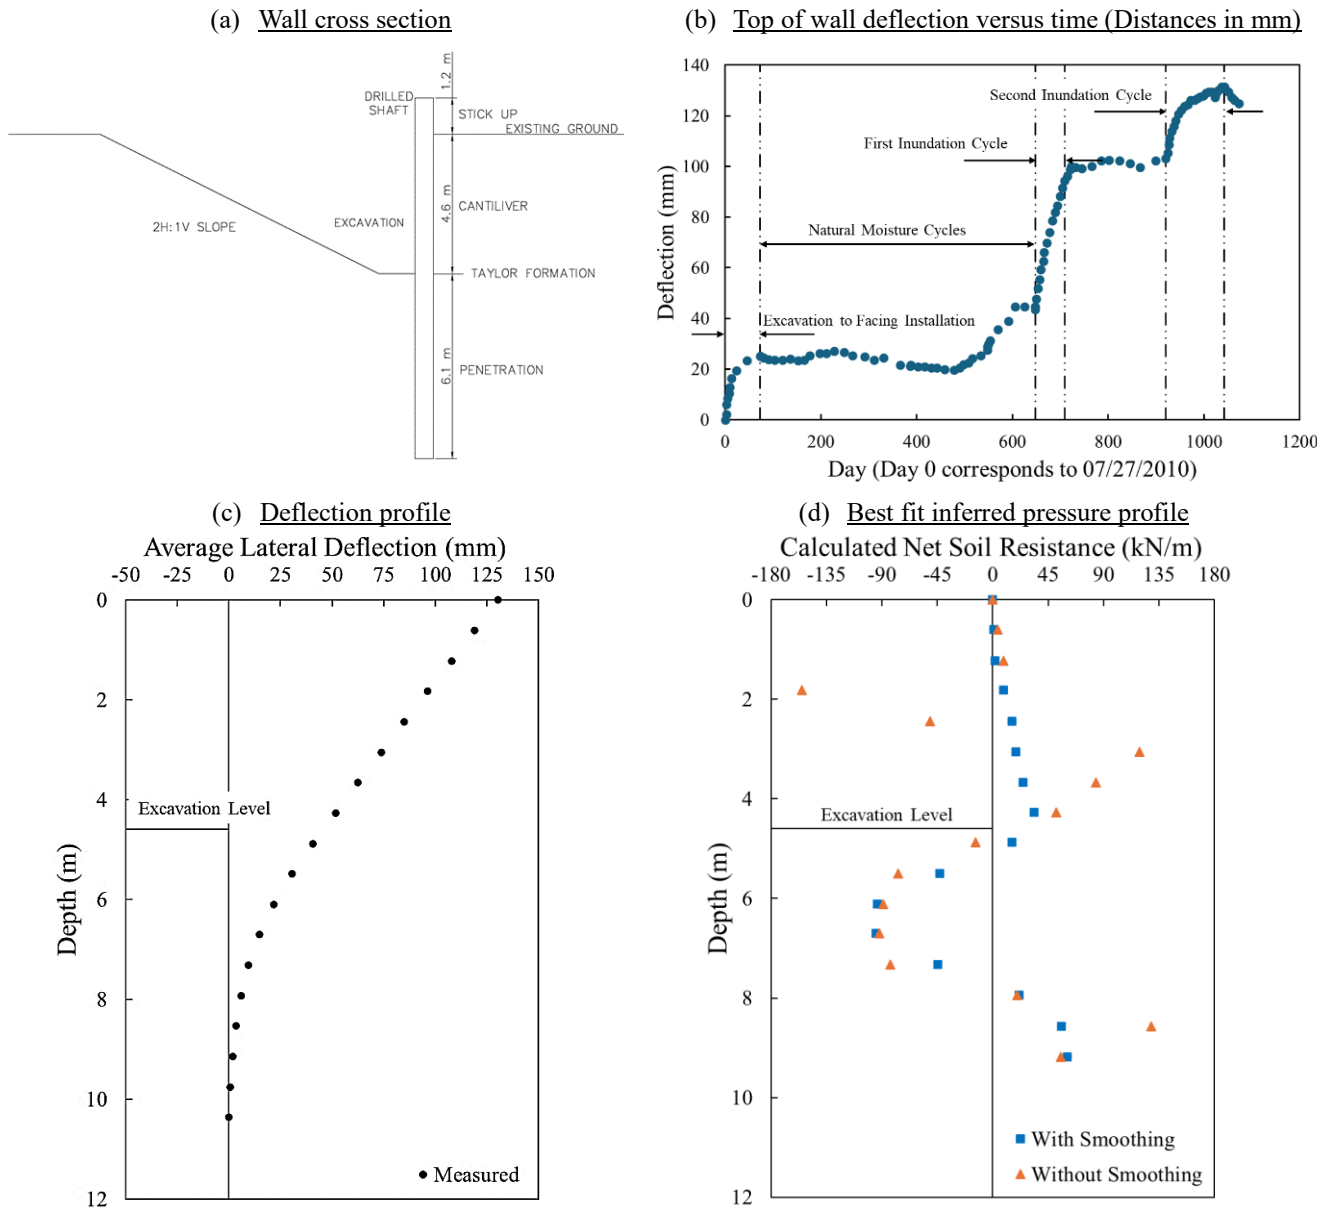 (a) Wall cross section
1.2 m
DRILLED
SHAFT
STICK UP
EXISTING GROUND
4.6 m
CANTILIVER
EXCAVATION
2H:1V SLOPE
TAYLOR FORMATION
6.1 m
PENETRATION
(b) Top of wall deflection versus time (Distances in mm)
140
120
100
80
60
40
20
0
Deflection (mm)
Second Inundation Cycle
First Inundation Cycle
Natural Moisture Cycles
Excavation to Facing Installation
0 200 400 600 800 1000 1200
Day (Day 0 corresponds to 07/27/2010)
(c) Deflection profile
Average Lateral Deflection (mm)
-50 -25 0 25 50 75 100 125 150
0
2
4
6
8
10
12
Depth (m)
Excavation Level
Measured
(d) Best fit inferred pressure profile
Calculated Net Soil Resistance (kN/m)
-180 -135 -90 -45 0 45 90 135 180
0
2
4
6
8
10
12
Depth (m)
Excavation Level
With Smoothing
Without Smoothing